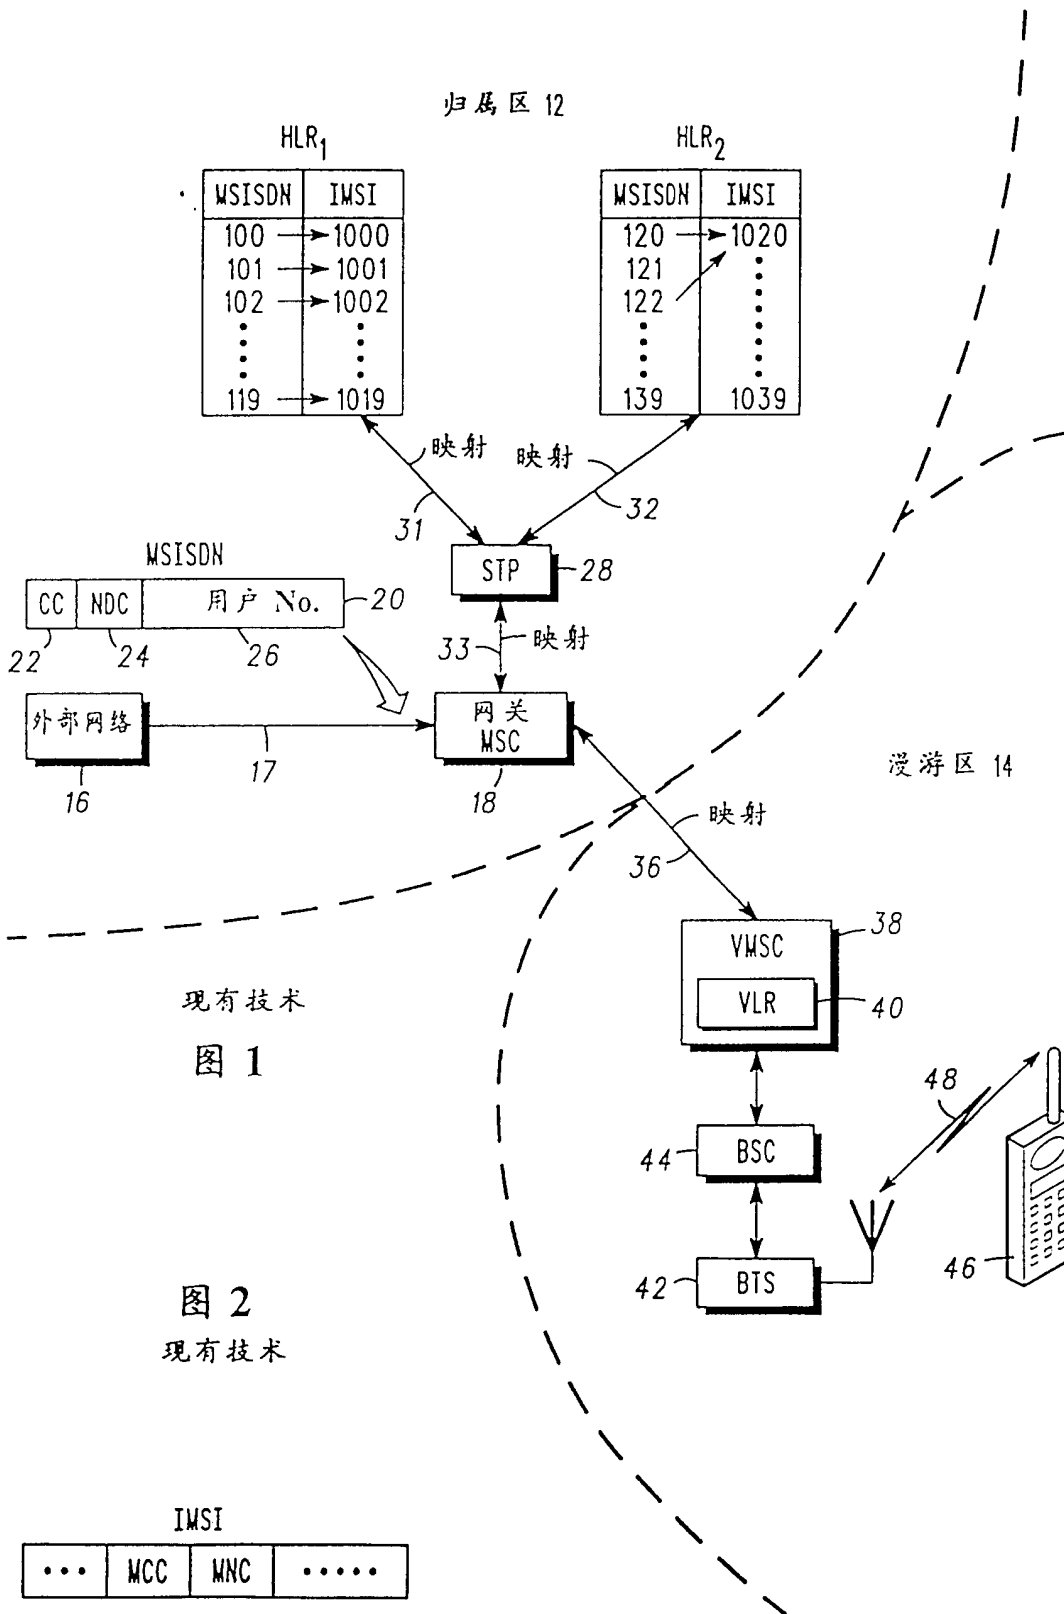 归属区 12
HLR1
HLR2
MSISDN IMSI
100 1000
101 1001
102 1002
119 1019
MSISDN IMSI
120 1020
121
122
139 1039
映射
映射
31
32
STP
28
MSISDN
CC NDC 用户 No.
20
22
24
26
33
映射
外部网络
16
17
网关
MSC
18
漫游区 14
映射
36
VMSC
38
VLR
40
现有技术
图 1
48
BSC
44
46
BTS
42
图 2
现有技术
IMSI
••• MCC MNC •••••